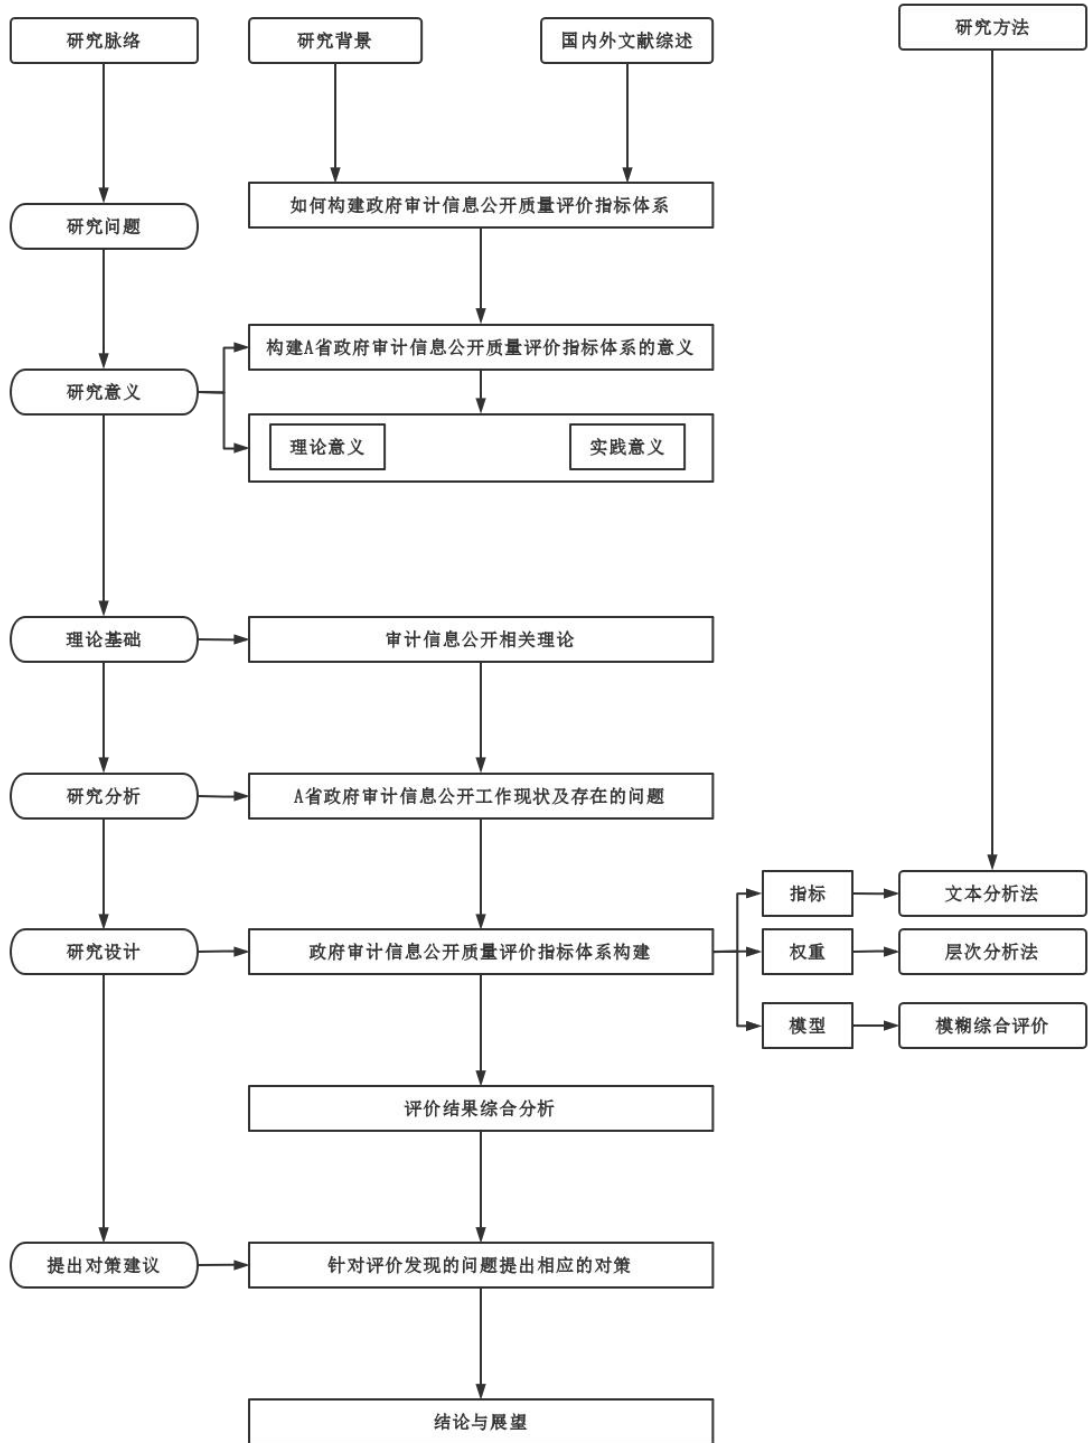 研究脉络
研究背景
国内外文献综述
研究方法
如何构建政府审计信息公开质量评价指标体系
研究问题
构建A省政府审计信息公开质量评价指标体系的意义
研究意义
理论意义
实践意义
理论基础
审计信息公开相关理论
研究分析
A省政府审计信息公开工作现状及存在的问题
指标
文本分析法
研究设计
政府审计信息公开质量评价指标体系构建
权重
层次分析法
模型
模糊综合评价
评价结果综合分析
提出对策建议
针对评价发现的问题提出相应的对策
结论与展望